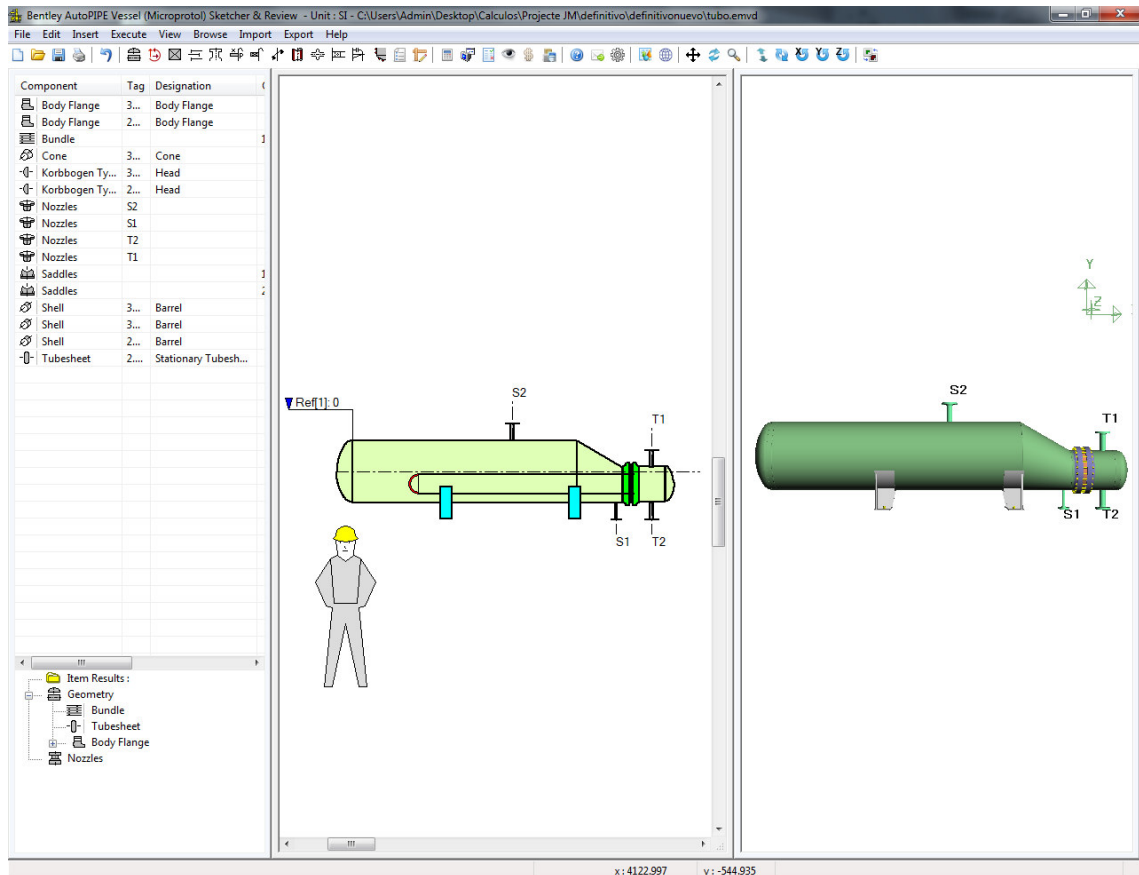 Bentley AutoPIPE Vessel (Microprotol) Sketcher & Review - Unit : SI - C:\Users\Admin\Desktop\Calculos\Projecte JM\definitivo\definitivonuevo\tubo.emvd
File Edit Insert Execute View Browse Import Export Help
Component Tag Designation
Body Flange 3... Body Flange
Body Flange 2... Body Flange
Bundle 1
Cone 3... Cone
Korbbogen Ty... 3... Head
Korbbogen Ty... 2... Head
Nozzles S2
Nozzles S1
Nozzles T2
Nozzles T1
Saddles 1
Saddles 2
Shell 3... Barrel
Shell 3... Barrel
Shell 2... Barrel
Tubesheet 2.... Stationary Tubesh...
Item Results :
Geometry
Bundle
Tubesheet
Body Flange
Nozzles
Ref[1]: 0
S2
T1
S1
T2
Y
Z
S2
T1
S1
T2
x : 4122.997 y : -544.935